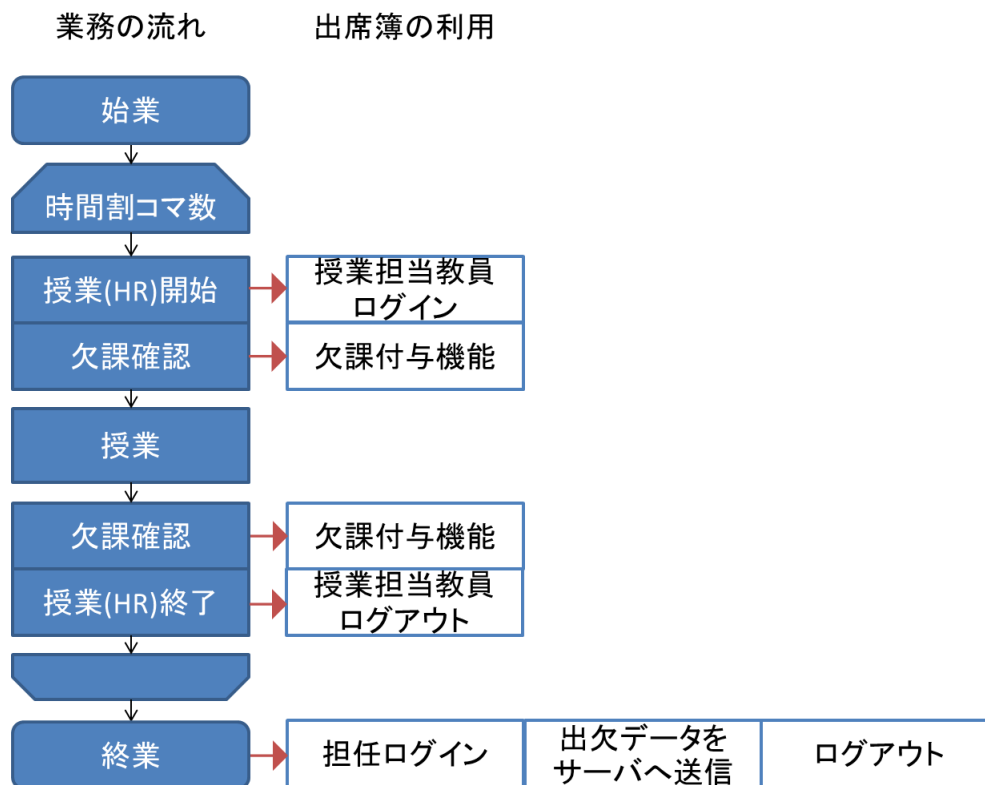 業務の流れ
出席簿の利用
始業
時間割コマ数
授業(HR)開始
授業担当教員
ログイン
欠課確認
欠課付与機能
授業
欠課確認
欠課付与機能
授業(HR)終了
授業担当教員
ログアウト
終業
担任ログイン
出欠データを
サーバへ送信
ログアウト